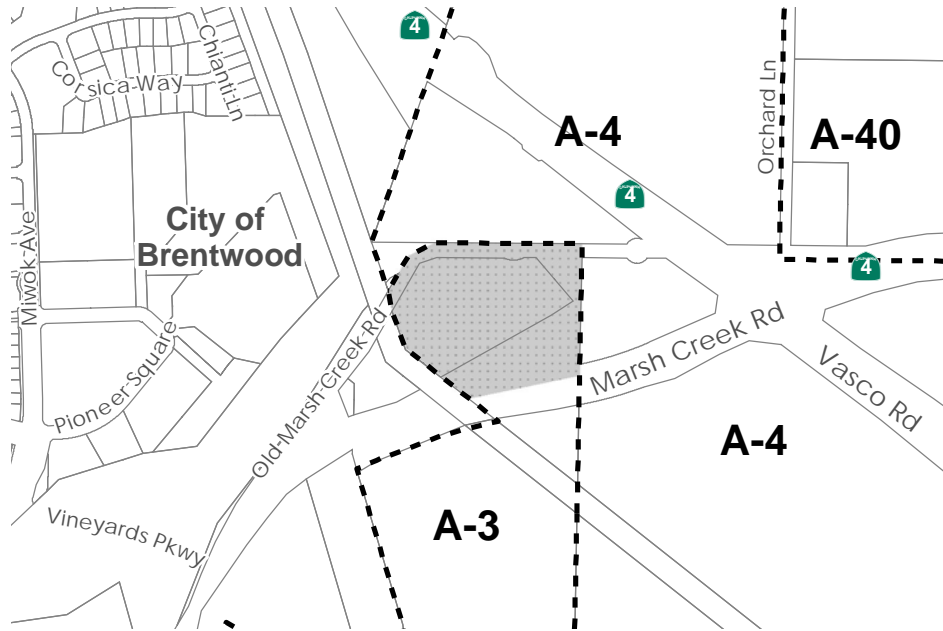 4
Corsica-Way
Chianti-Ln
A-4
Orchard Ln
A-40
4
City of
Brentwood
Miwok-Ave
4
Old-Marsh-Creek-Rd
Marsh Creek Rd
Pioneer-Square
Vasco Rd
A-4
Vineyards Pkwy
A-3